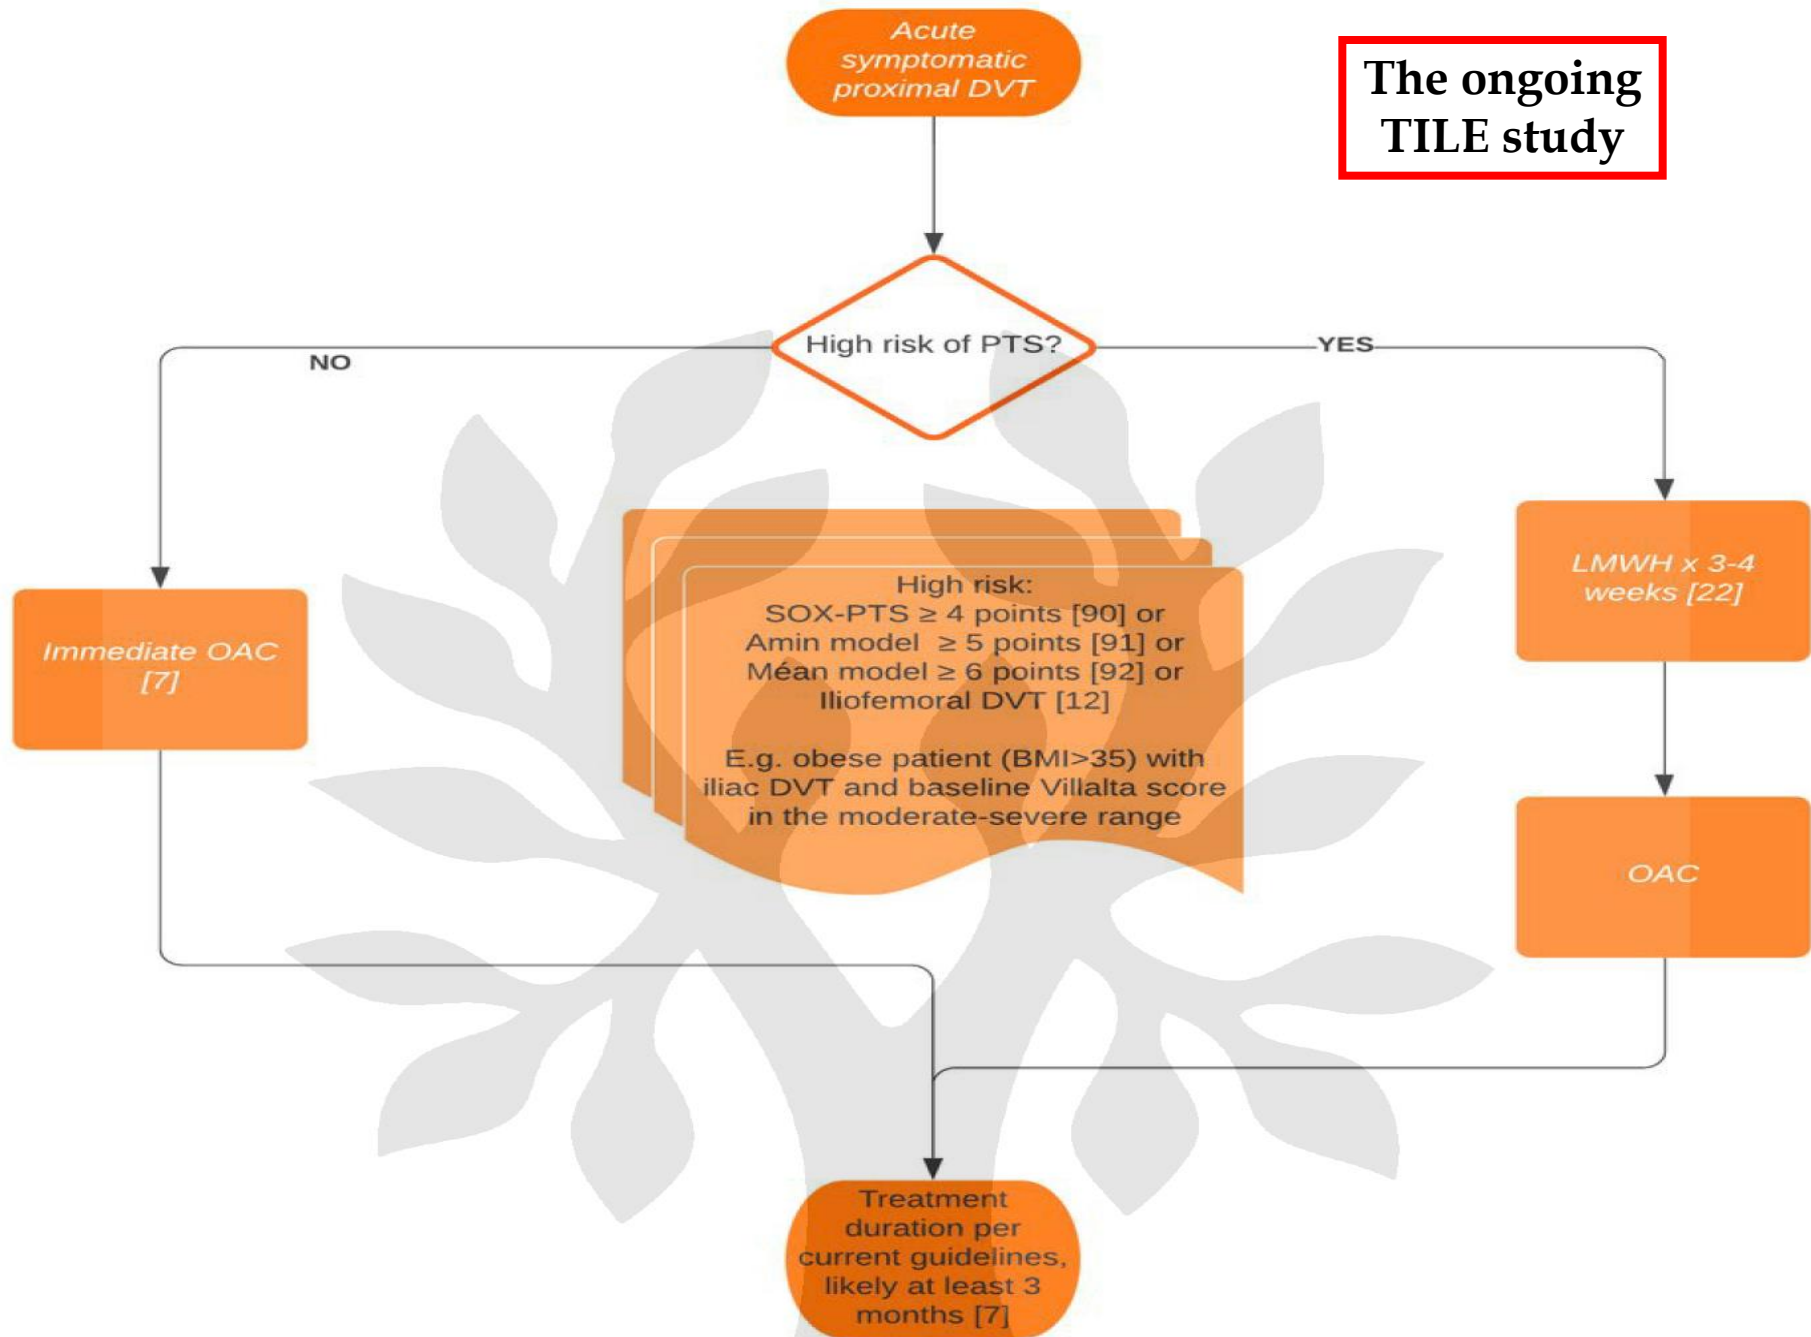 Acute
symptomatic
proximal DVT
The ongoing
TILE study
High risk of PTS?
NO
YES
Immediate OAC
[7]
High risk:
SOX-PTS ≥ 4 points [90] or
Amin model ≥ 5 points [91] or
Méan model ≥ 6 points [92] or
Iliofemoral DVT [12]
E.g. obese patient (BMI>35) with
iliac DVT and baseline Villalta score
in the moderate-severe range
LMWH x 3-4
weeks [22]
OAC
Treatment
duration per
current guidelines,
likely at least 3
months [7]